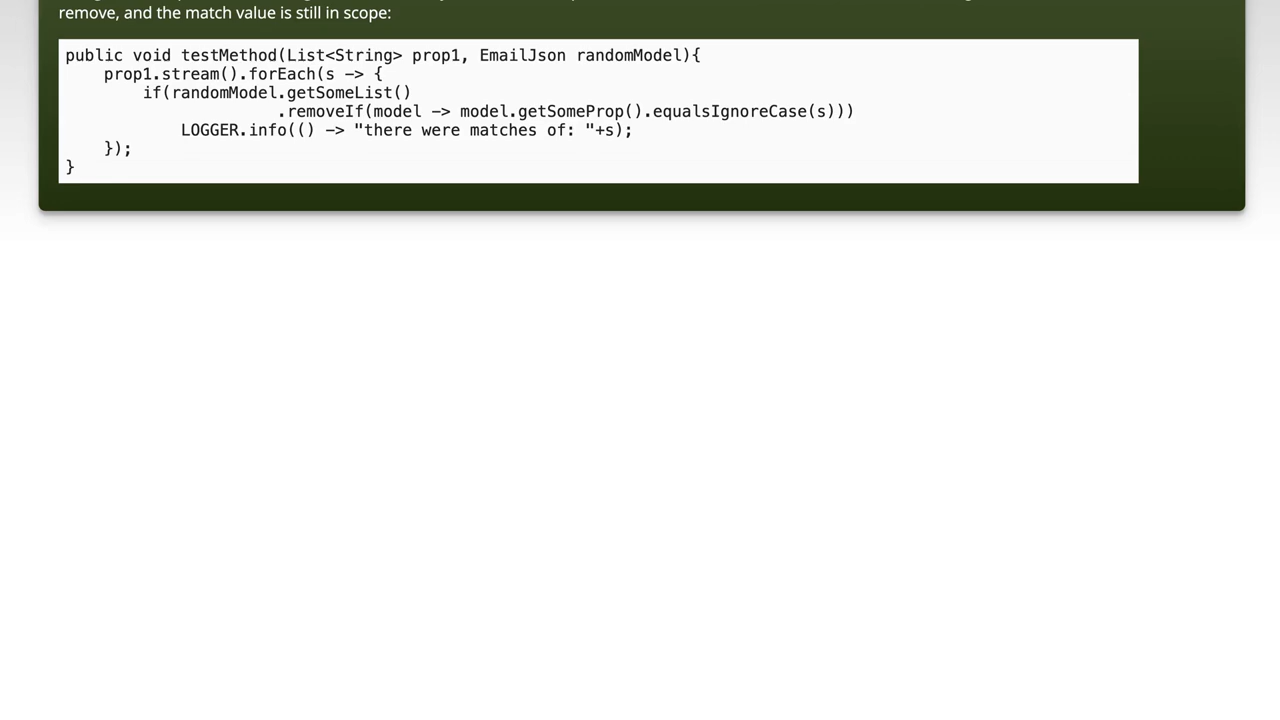 remove, and the match value is still in scope:
public void testMethod(List<String> prop1, EmailJson randomModel){
    prop1.stream().forEach(s -> {
        if(randomModel.getSomeList()
                      .removeIf(model -> model.getSomeProp().equalsIgnoreCase(s)))
            LOGGER.info(() -> "there were matches of: "+s);
    });
}